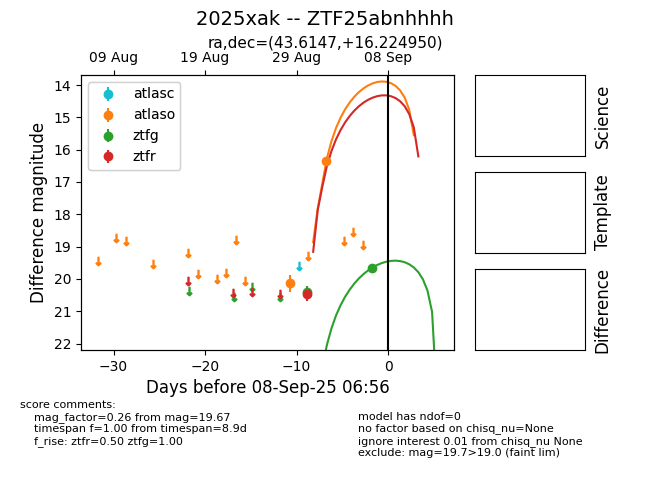 2025xak -- ZTF25abnhhhh
ra,dec=(43.6147,+16.224950)
09 Aug 19 Aug 29 Aug 08 Sep
atlasc
atlaso
ztfg
ztfr
Difference magnitude
14
15
16
17
18
19
20
21
22
−30 −20 −10 0
Days before 08-Sep-25 06:56
Science
Template
Difference
score comments:
mag_factor=0.26 from mag=19.67
timespan f=1.00 from timespan=8.9d
f_rise: ztfr=0.50 ztfg=1.00
model has ndof=0
no factor based on chisq_nu=None
ignore interest 0.01 from chisq_nu None
exclude: mag=19.7>19.0 (faint lim)